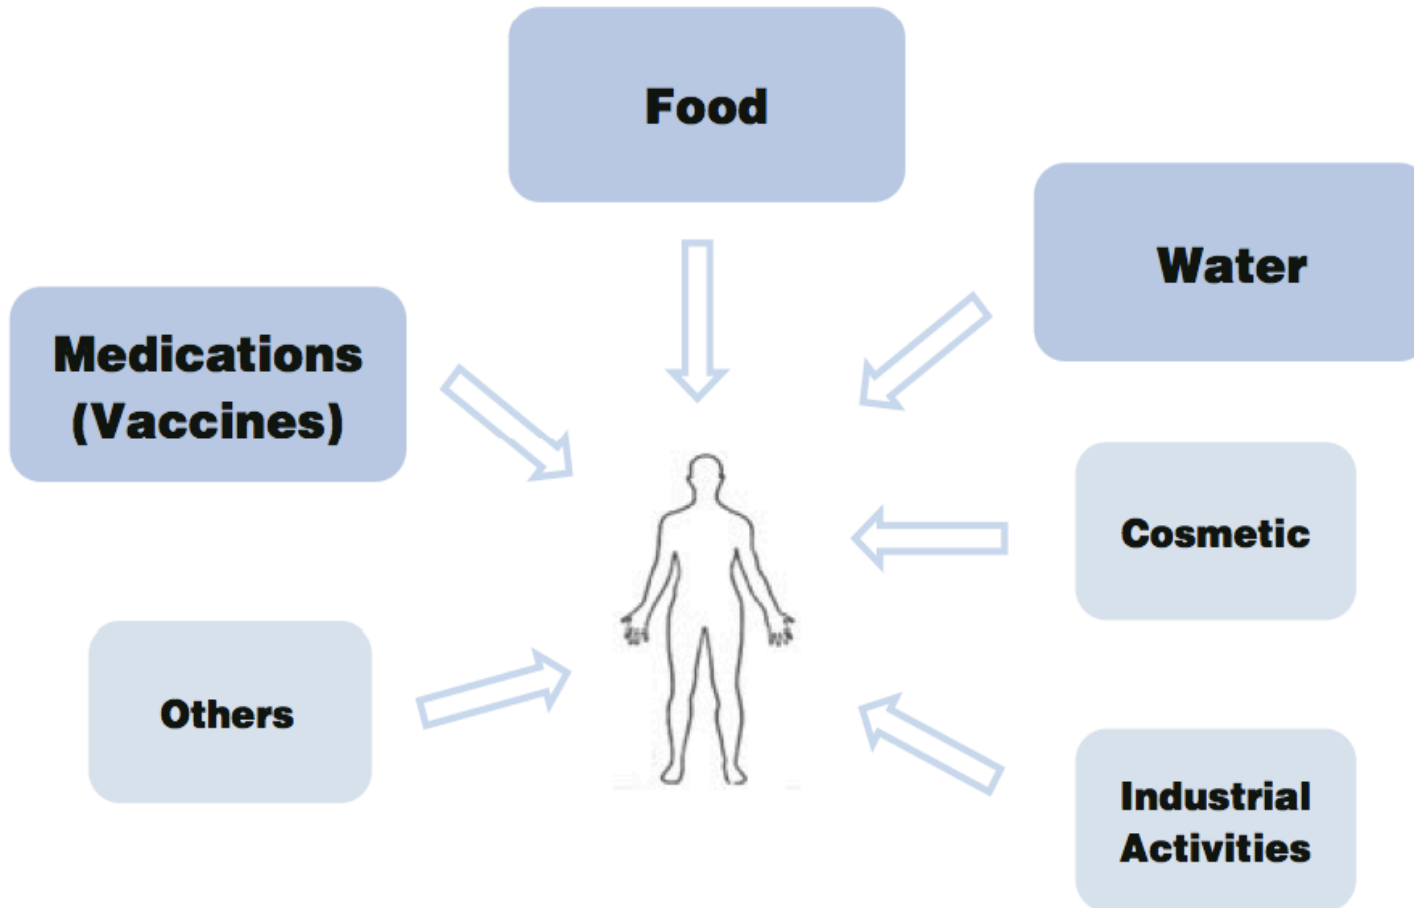 Food
Water
Medications
(Vaccines)
Cosmetic
Others
Industrial
Activities